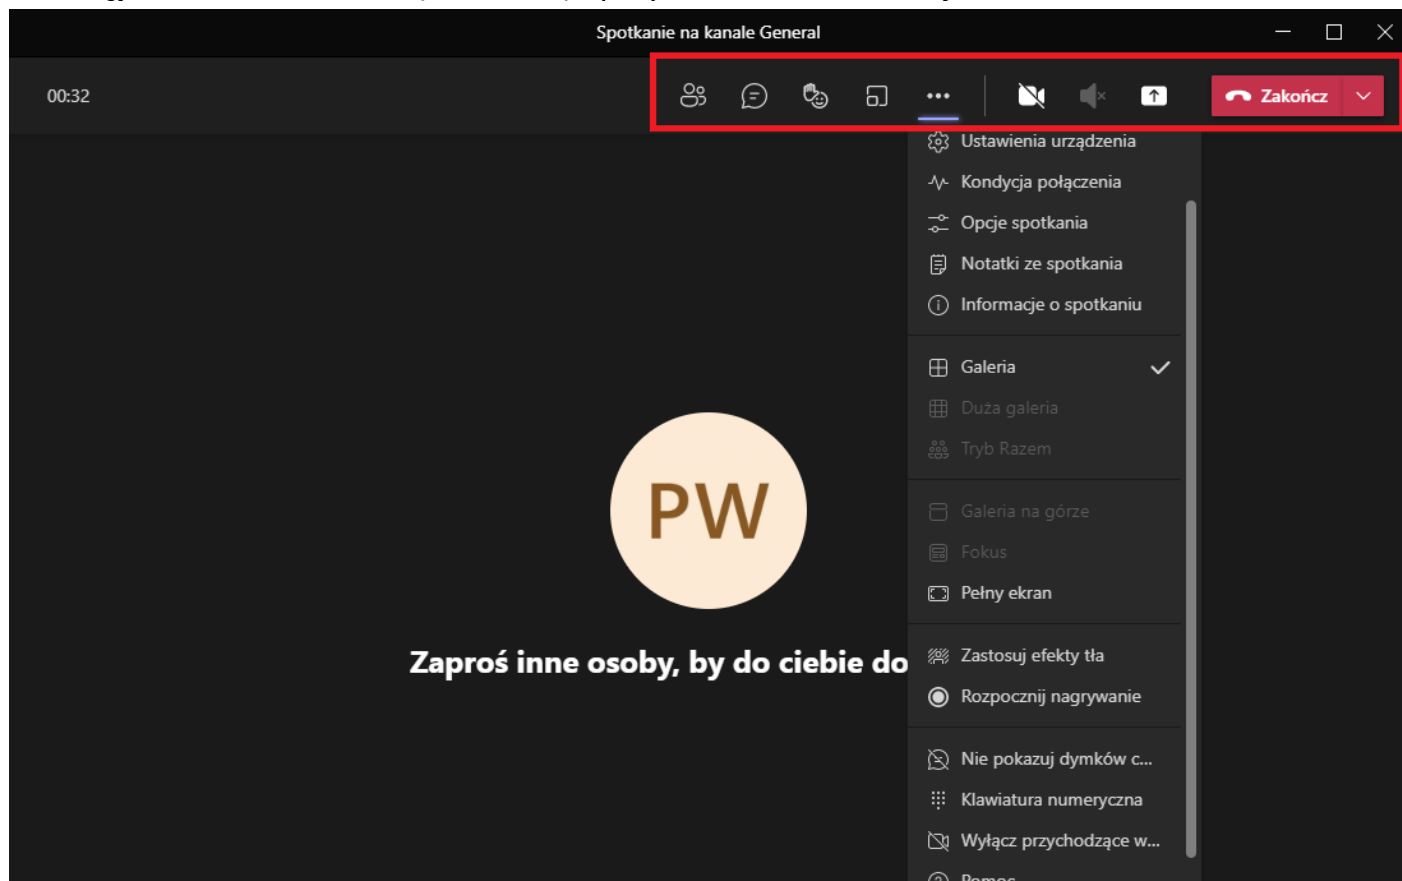 Spotkanie na kanale General
00:32
Zakończ
Ustawienia urządzenia
Kondycja połączenia
Opcje spotkania
Notatki ze spotkania
Informacje o spotkaniu
Galeria
Duża galeria
Tryb Razem
PW
Galeria na górze
Fokus
Pełny ekran
Zaproś inne osoby, by do ciebie do
Zastosuj efekty tła
Rozpocznij nagrywanie
Nie pokazuj dymków c...
Klawiatura numeryczna
Wyłącz przychodzące w...
Pomoc